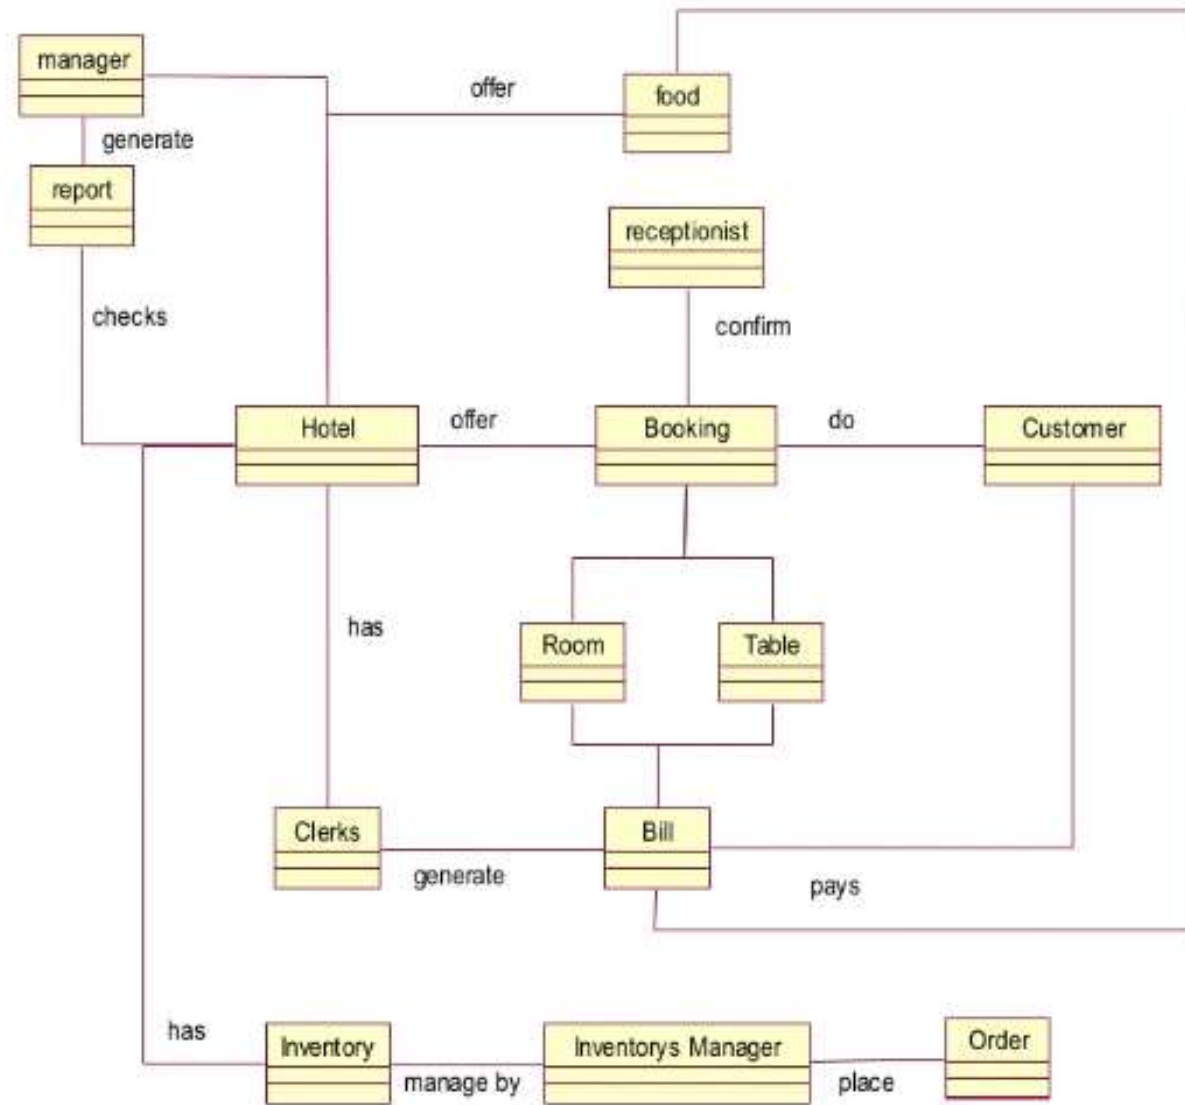 manager
offer
food
generate
report
receptionist
checks
confirm
Hotel
offer
Booking
do
Customer
has
Room
Table
Clerks
Bill
generate
pays
has
Inventory
Inventorys Manager
Order
manage by
place